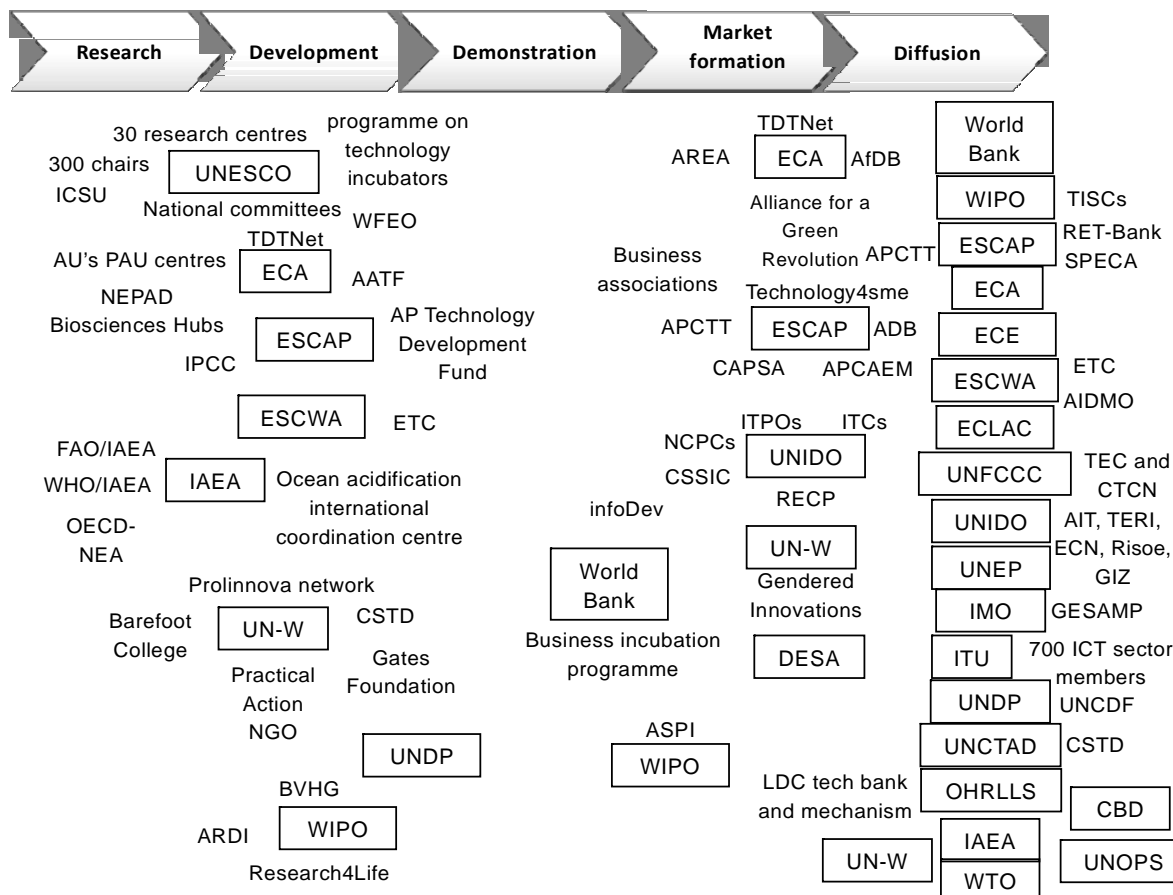 Research
Development
Demonstration
Market
formation
Diffusion
30 research centres
programme on
technology
incubators
300 chairs
ICSU
UNESCO
National committees
WFEO
TDTNet
AU's PAU centres
ECA
AATF
NEPAD
Biosciences Hubs
ESCAP
AP Technology
Development
Fund
IPCC
ESCWA
ETC
FAO/IAEA
WHO/IAEA
IAEA
Ocean acidification
international
coordination centre
OECD-
NEA
Prolinnova network
Barefoot
College
UN-W
CSTD
Practical
Action
NGO
Gates
Foundation
UNDP
BVHG
ARDI
WIPO
Research4Life
TDTNet
AREA
ECA
AfDB
Alliance for a
Green
Revolution
Business
associations
APCTT
Technology4sme
APCTT
ESCAP
ADB
CAPSA
APCAEM
ITPOs
ITCs
NCPCs
UNIDO
CSSIC
RECP
infoDev
World
Bank
Business incubation
programme
UN-W
Gendered
Innovations
DESA
ASPI
WIPO
World
Bank
WIPO
TISCs
ESCAP
RET-Bank
SPECA
ECA
ECE
ESCWA
ETC
AIDMO
ECLAC
UNFCCC
TEC and
CTCN
UNIDO
AIT, TERI,
ECN, Risoe,
GIZ
UNEP
IMO
GESAMP
ITU
700 ICT sector
members
UNDP
UNCDF
UNCTAD
CSTD
LDC tech bank
and mechanism
OHRLLS
CBD
IAEA
UN-W
UNOPS
WTO